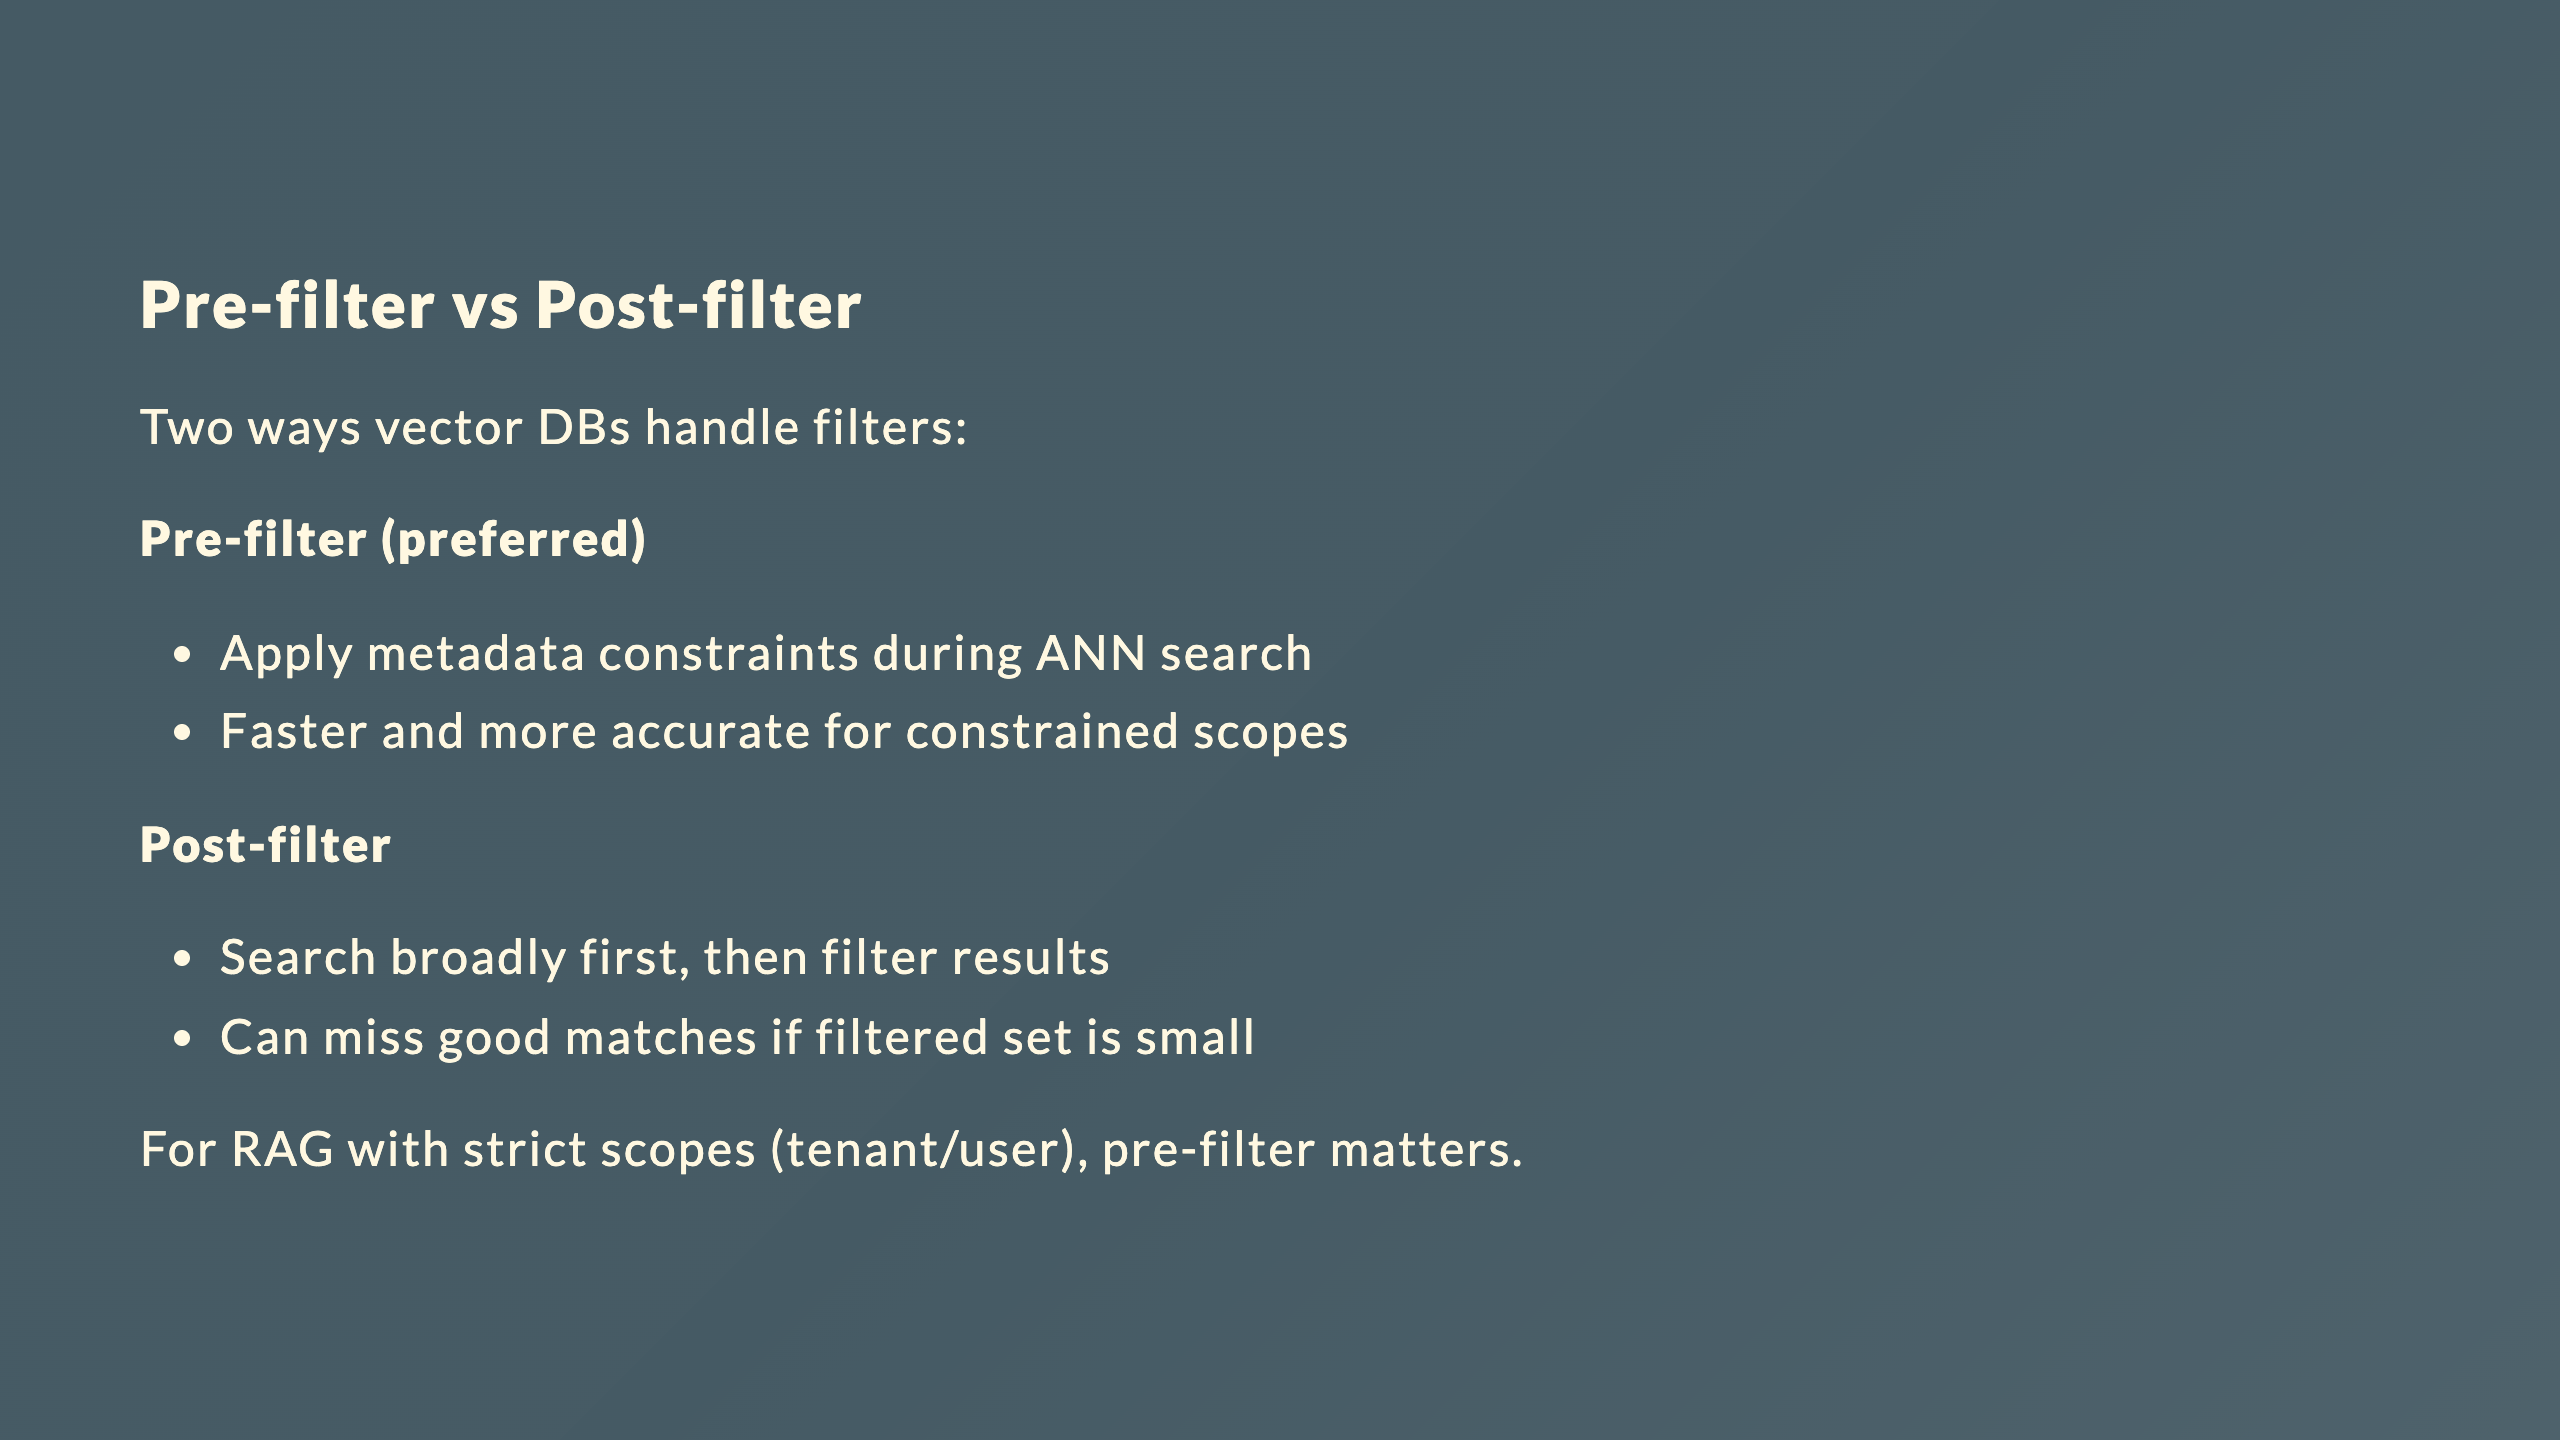 Pre-filter vs Post-filter
Two ways vector DBs handle filters:
Pre-filter (preferred)
• Apply metadata constraints during ANN search
• Faster and more accurate for constrained scopes
Post-filter
• Search broadly first, then filter results
• Can miss good matches if filtered set is small
For RAG with strict scopes (tenant/user), pre-filter matters.